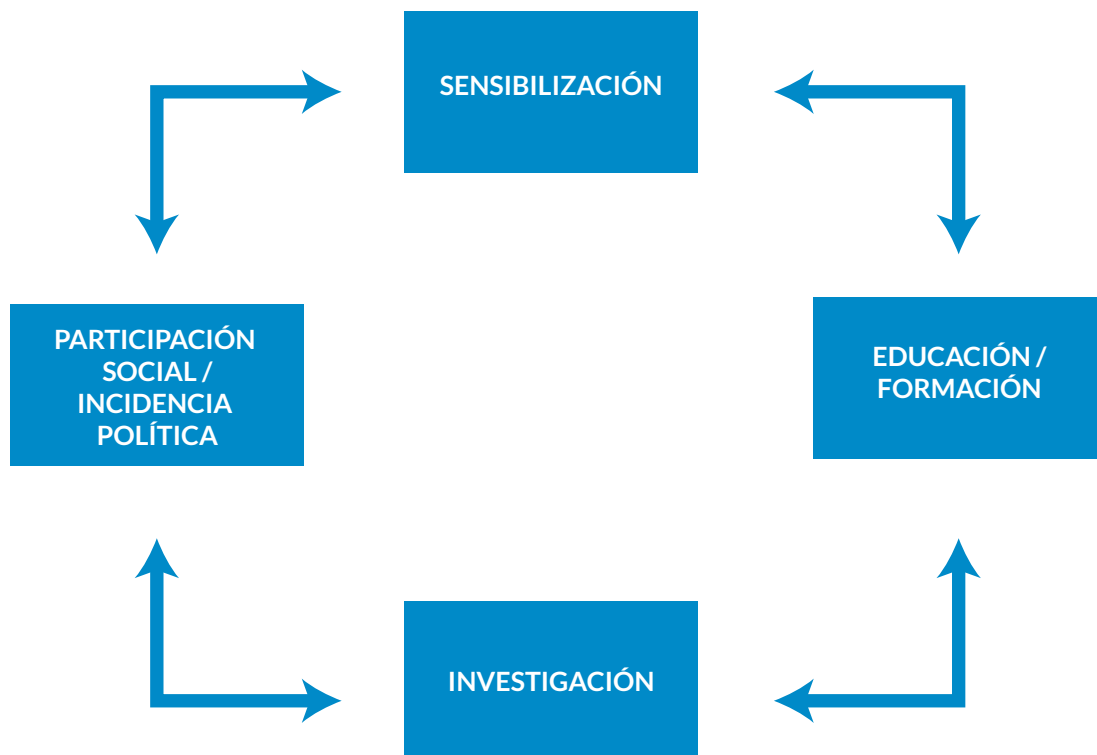 SENSIBILIZACIÓN
PARTICIPACIÓN
SOCIAL /
INCIDENCIA
POLÍTICA
EDUCACIÓN /
FORMACIÓN
INVESTIGACIÓN